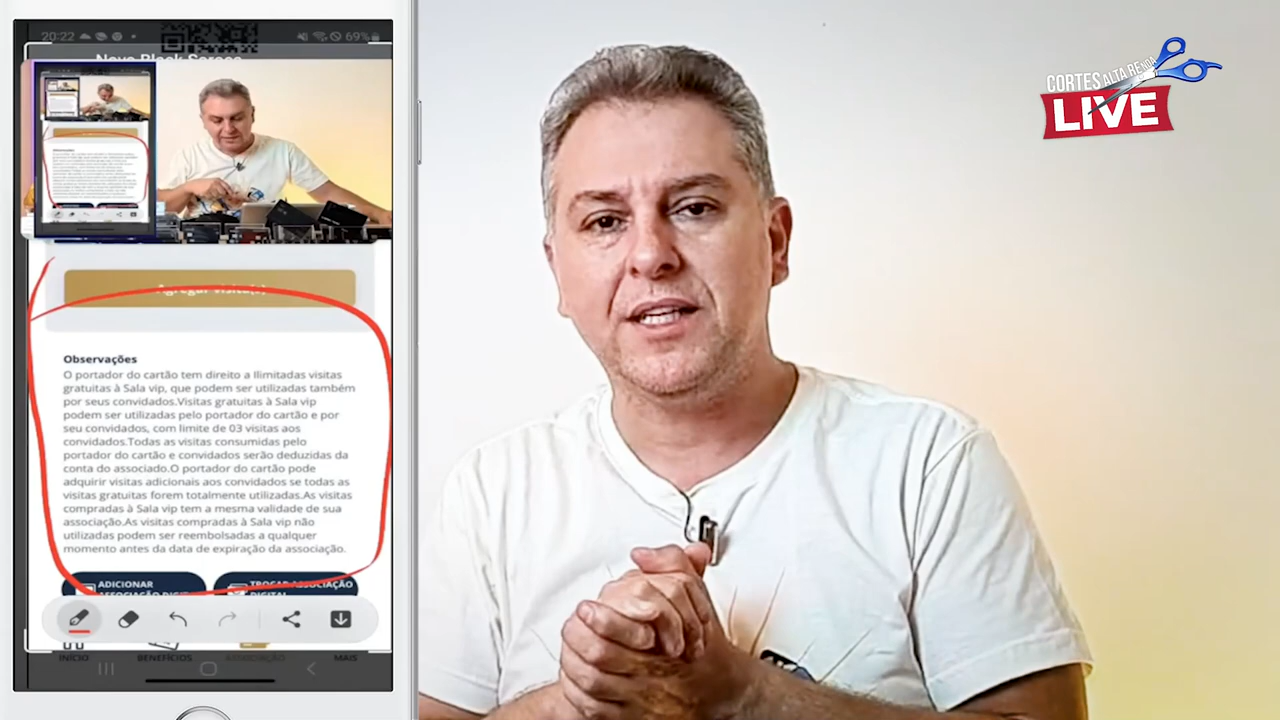 20:22
69%
Observações
O portador do cartão tem direito a Ilimitadas visitas
gratuitas à Sala vip, que podem ser utilizadas também
por seus convidados.Visitas gratuitas à Sala vip
podem ser utilizadas pelo portador do cartão e por
seu convidados, com limite de 03 visitas aos
convidados.Todas as visitas consumidas pelo
portador do cartão e convidados serão deduzidas da
conta do associado.O portador do cartão pode
adquirir visitas adicionais aos convidados se todas as
visitas gratuitas forem totalmente utilizadas.As visitas
compradas à Sala vip tem a mesma validade de sua
associação.As visitas compradas à Sala vip não
utilizadas podem ser reembolsadas a qualquer
momento antes da data de expiração da associação.
ADICIONAR
TROCAR ASSOCIAÇÃO
INÍCIO
BENEFÍCIOS
MAIS
CORTES ALTA RENDA
LIVE